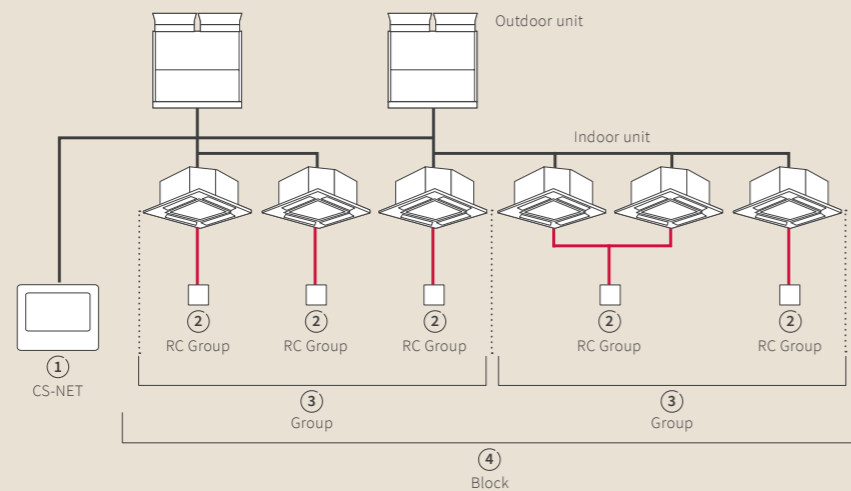 Outdoor unit
Indoor unit
2 2 2 2 2
RC Group RC Group RC Group RC Group RC Group
1
CS-NET
3 3
Group Group
4
Block